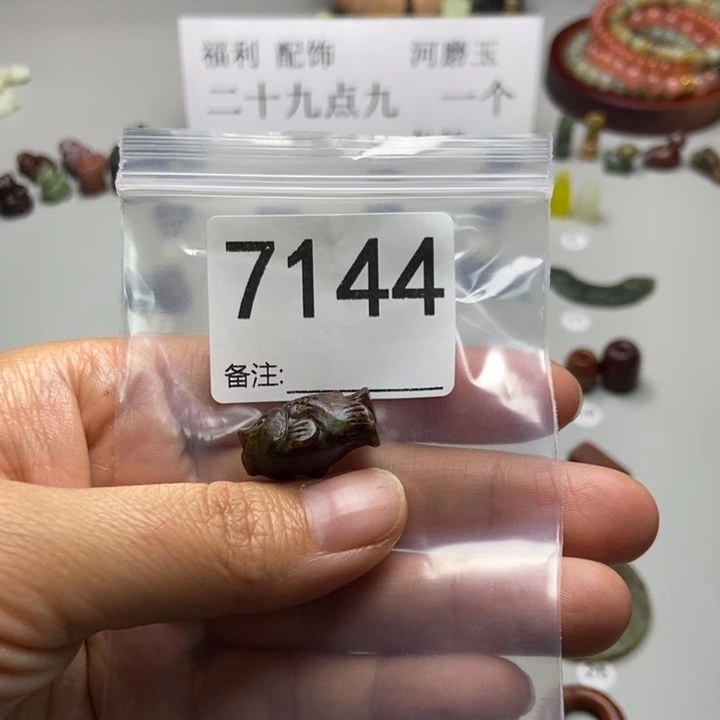 福利 配饰 河磨玉
二十九点九 一个
7144
备注: